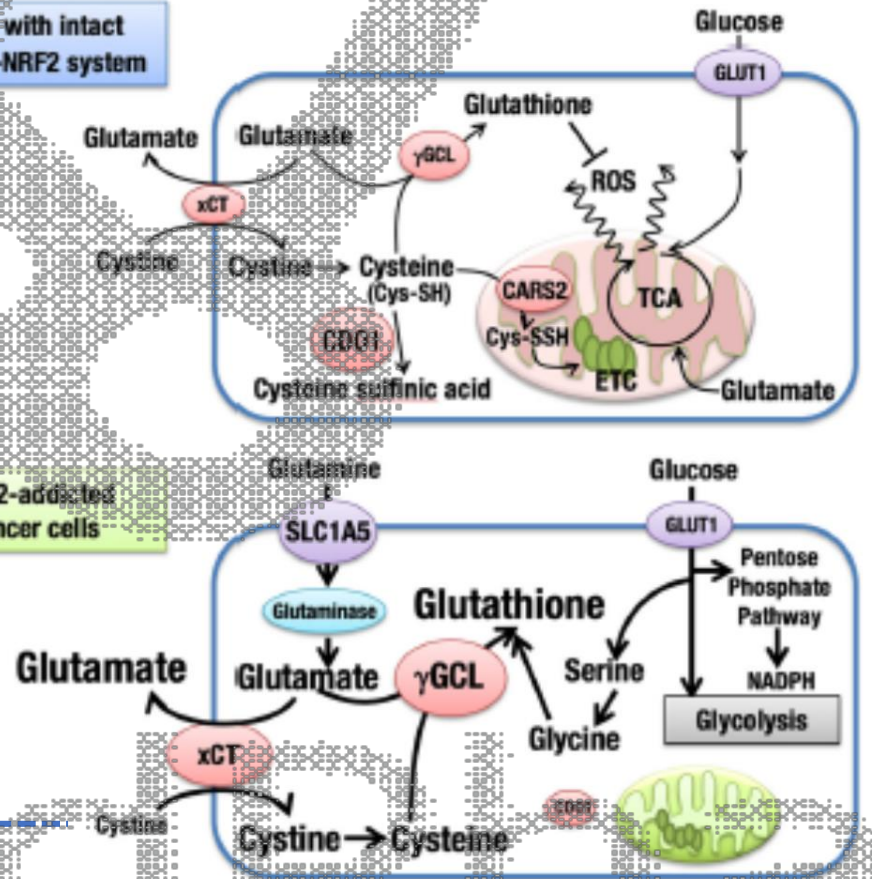 with intact
-NRF2 system
Glucose
GLUT1
Glutathione
Glutamate
Glutamate
γGCL
ROS
xCT
Cystine
Cystine
Cysteine
(Cys-SH)
CARS2
TCA
CDO1
Cys-SSH
ETC
Cysteine sulfinic acid
Glutamate
Glutamine
Glucose
2-addicted
ncer cells
SLC1A5
GLUT1
Pentose
Phosphate
Pathway
Glutaminase
Glutathione
Glutamate
Glutamate
γGCL
Serine
NADPH
Glycolysis
Glycine
xCT
Cystine
Cystine
Cysteine